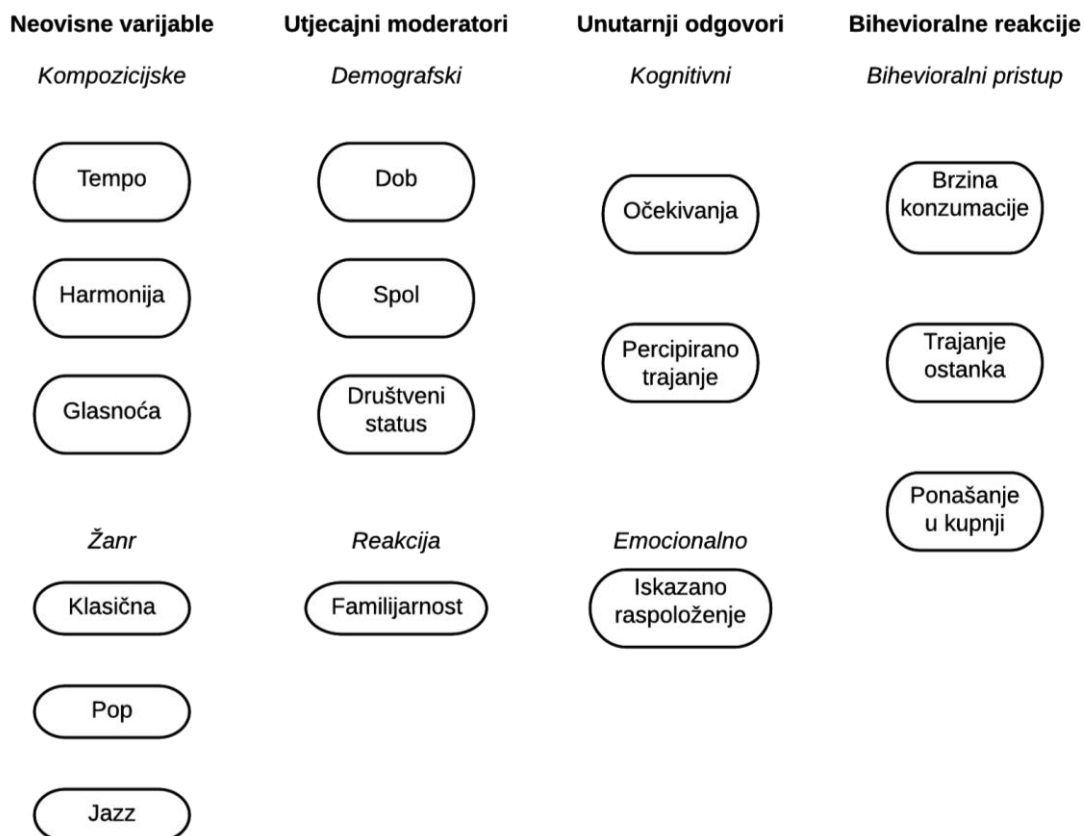 Neovisne varijable
Utjecajni moderatori
Unutarnji odgovori
Bihevioralne reakcije
Kompozicijske
Demografski
Kognitivni
Bihevioralni pristup
Tempo
Dob
Očekivanja
Brzina
konzumacije
Harmonija
Spol
Percipirano
trajanje
Trajanje
ostanka
Glasnoća
Društveni
status
Ponašanje
u kupnji
Žanr
Reakcija
Emocionalno
Klasična
Familijarnost
Iskazano
raspoloženje
Pop
Jazz